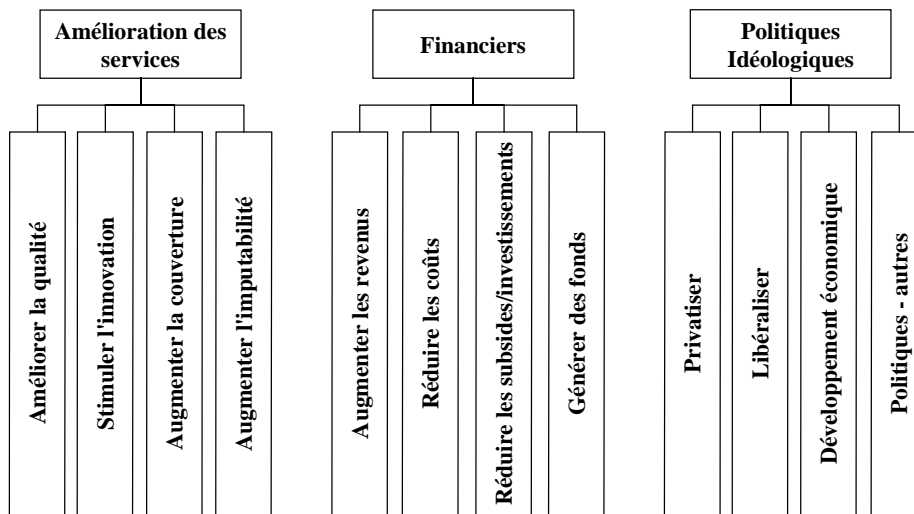 Amélioration des
services
Améliorer la qualité
Stimuler l'innovation
Augmenter la couverture
Augmenter l'imputabilité
Financiers
Augmenter les revenus
Réduire les coûts
Réduire les subsides/investissements
Générer des fonds
Politiques
Idéologiques
Privatiser
Libéraliser
Développement économique
Politiques - autres